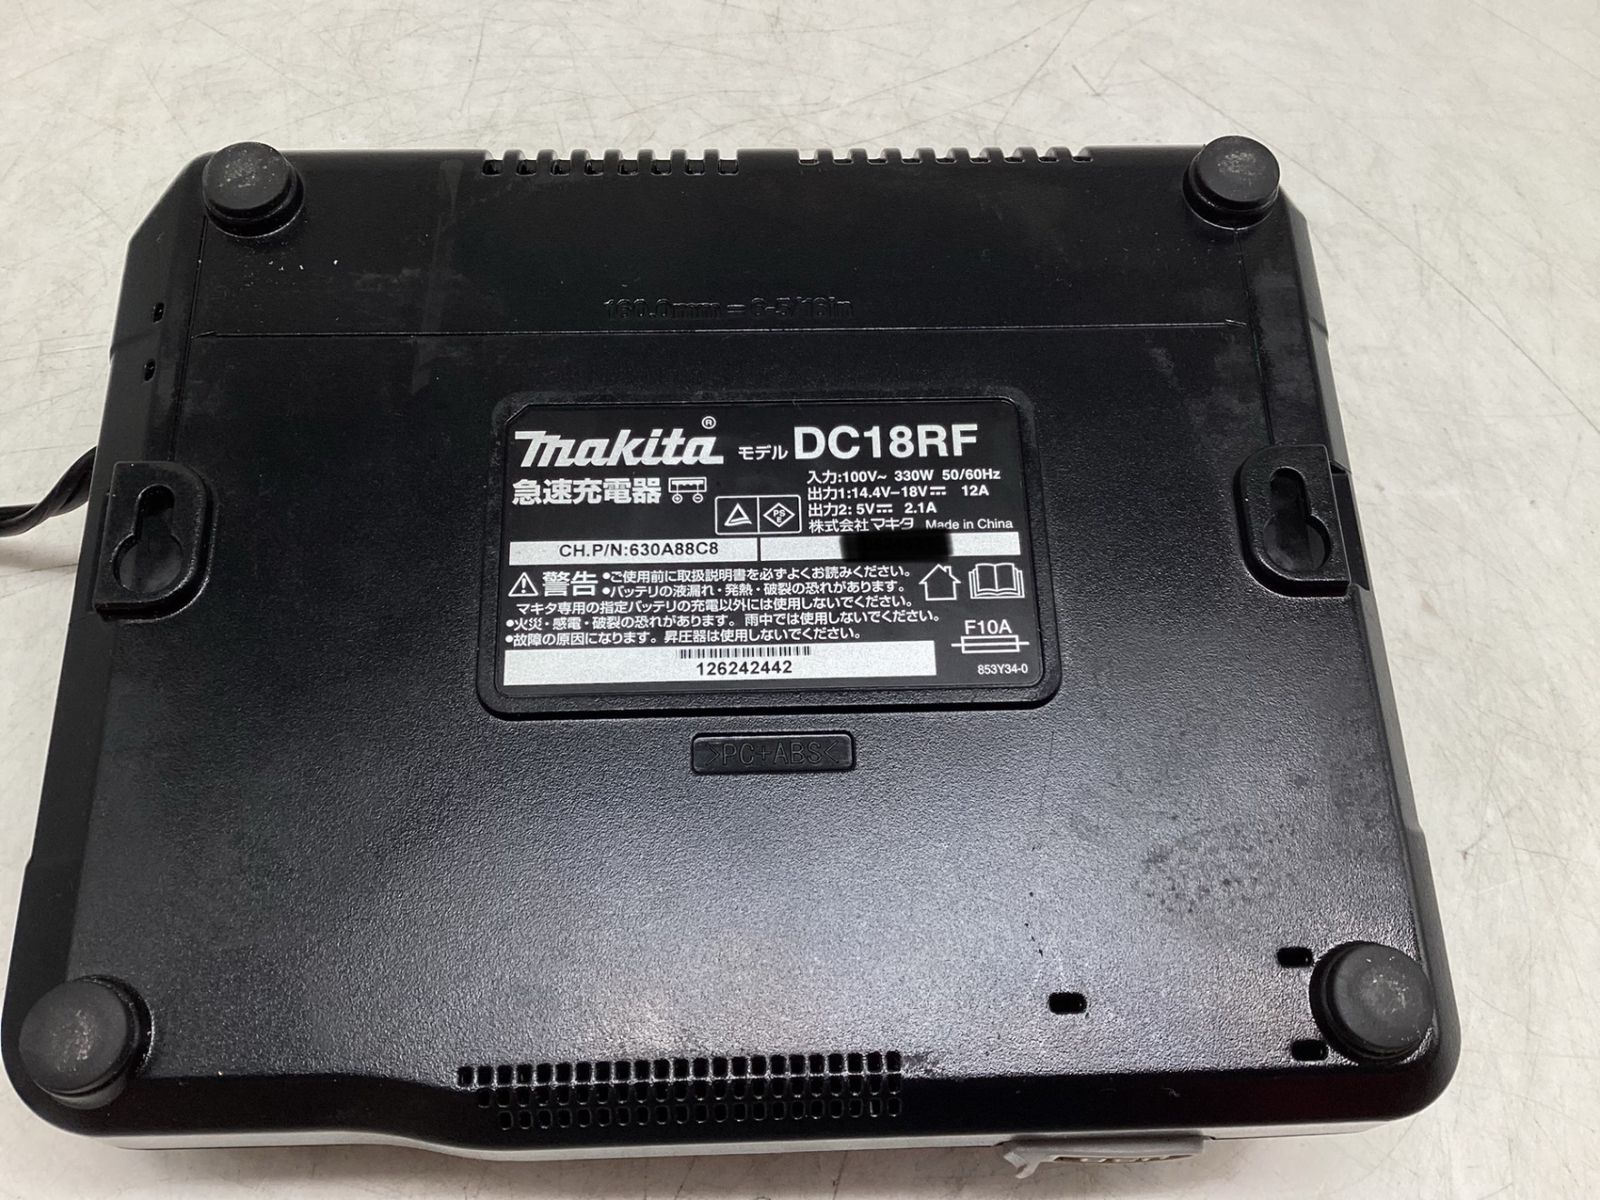 160.0mm = 6-5/16in
makita® モデル DC18RF
急速充電器
入力:100V~ 330W 50/60Hz
出力1:14.4V-18V⎓ 12A
出力2: 5V⎓ 2.1A
PS
E
株式会社マキタ Made in China
CH.P/N:630A88C8
警告 •ご使用前に取扱説明書を必ずよくお読みください。
•バッテリの液漏れ・発熱・破裂の恐れがあります。
マキタ専用の指定バッテリの充電以外には使用しないでください。
•火災・感電・破裂の恐れがあります。雨中では使用しないでください。
•故障の原因になります。昇圧器は使用しないでください。
F10A
126242442
853Y34-0
>PC+ABS<